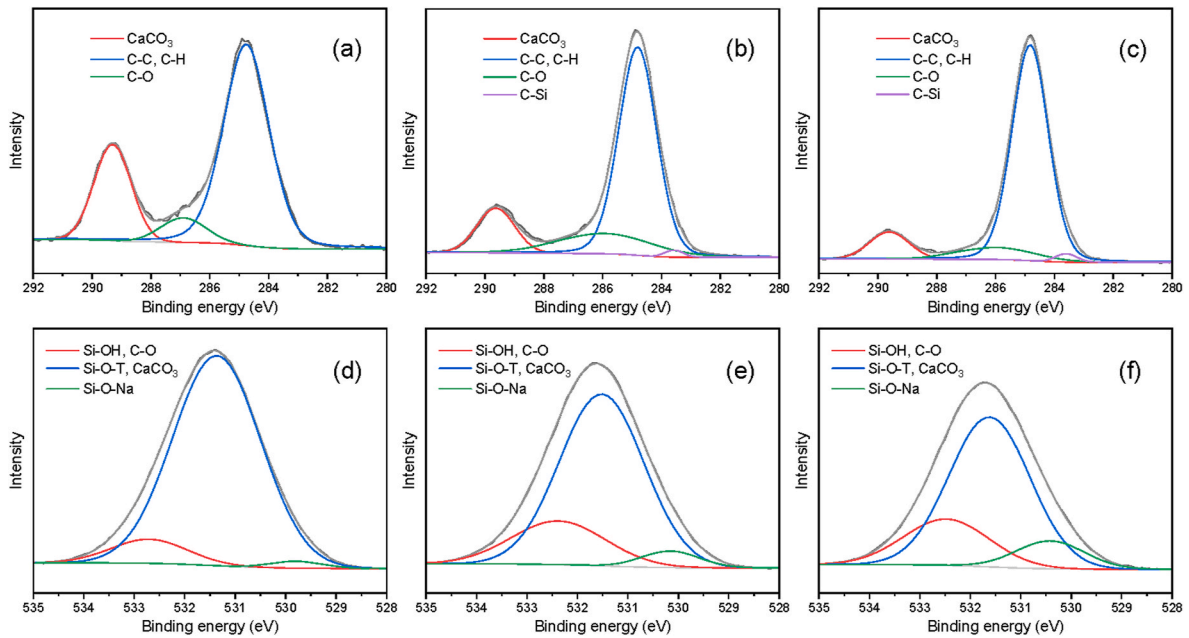 (a)
CaCO₃
C-C, C-H
C-O
Intensity
292 290 288 286 284 282 280
Binding energy (eV)
(b)
CaCO₃
C-C, C-H
C-O
C-Si
Intensity
292 290 288 286 284 282 280
Binding energy (eV)
(c)
CaCO₃
C-C, C-H
C-O
C-Si
Intensity
292 290 288 286 284 282 280
Binding energy (eV)
(d)
Si-OH, C-O
Si-O-T, CaCO₃
Si-O-Na
Intensity
535 534 533 532 531 530 529 528
Binding energy (eV)
(e)
Si-OH, C-O
Si-O-T, CaCO₃
Si-O-Na
Intensity
535 534 533 532 531 530 529 528
Binding energy (eV)
(f)
Si-OH, C-O
Si-O-T, CaCO₃
Si-O-Na
Intensity
535 534 533 532 531 530 529 528
Binding energy (eV)